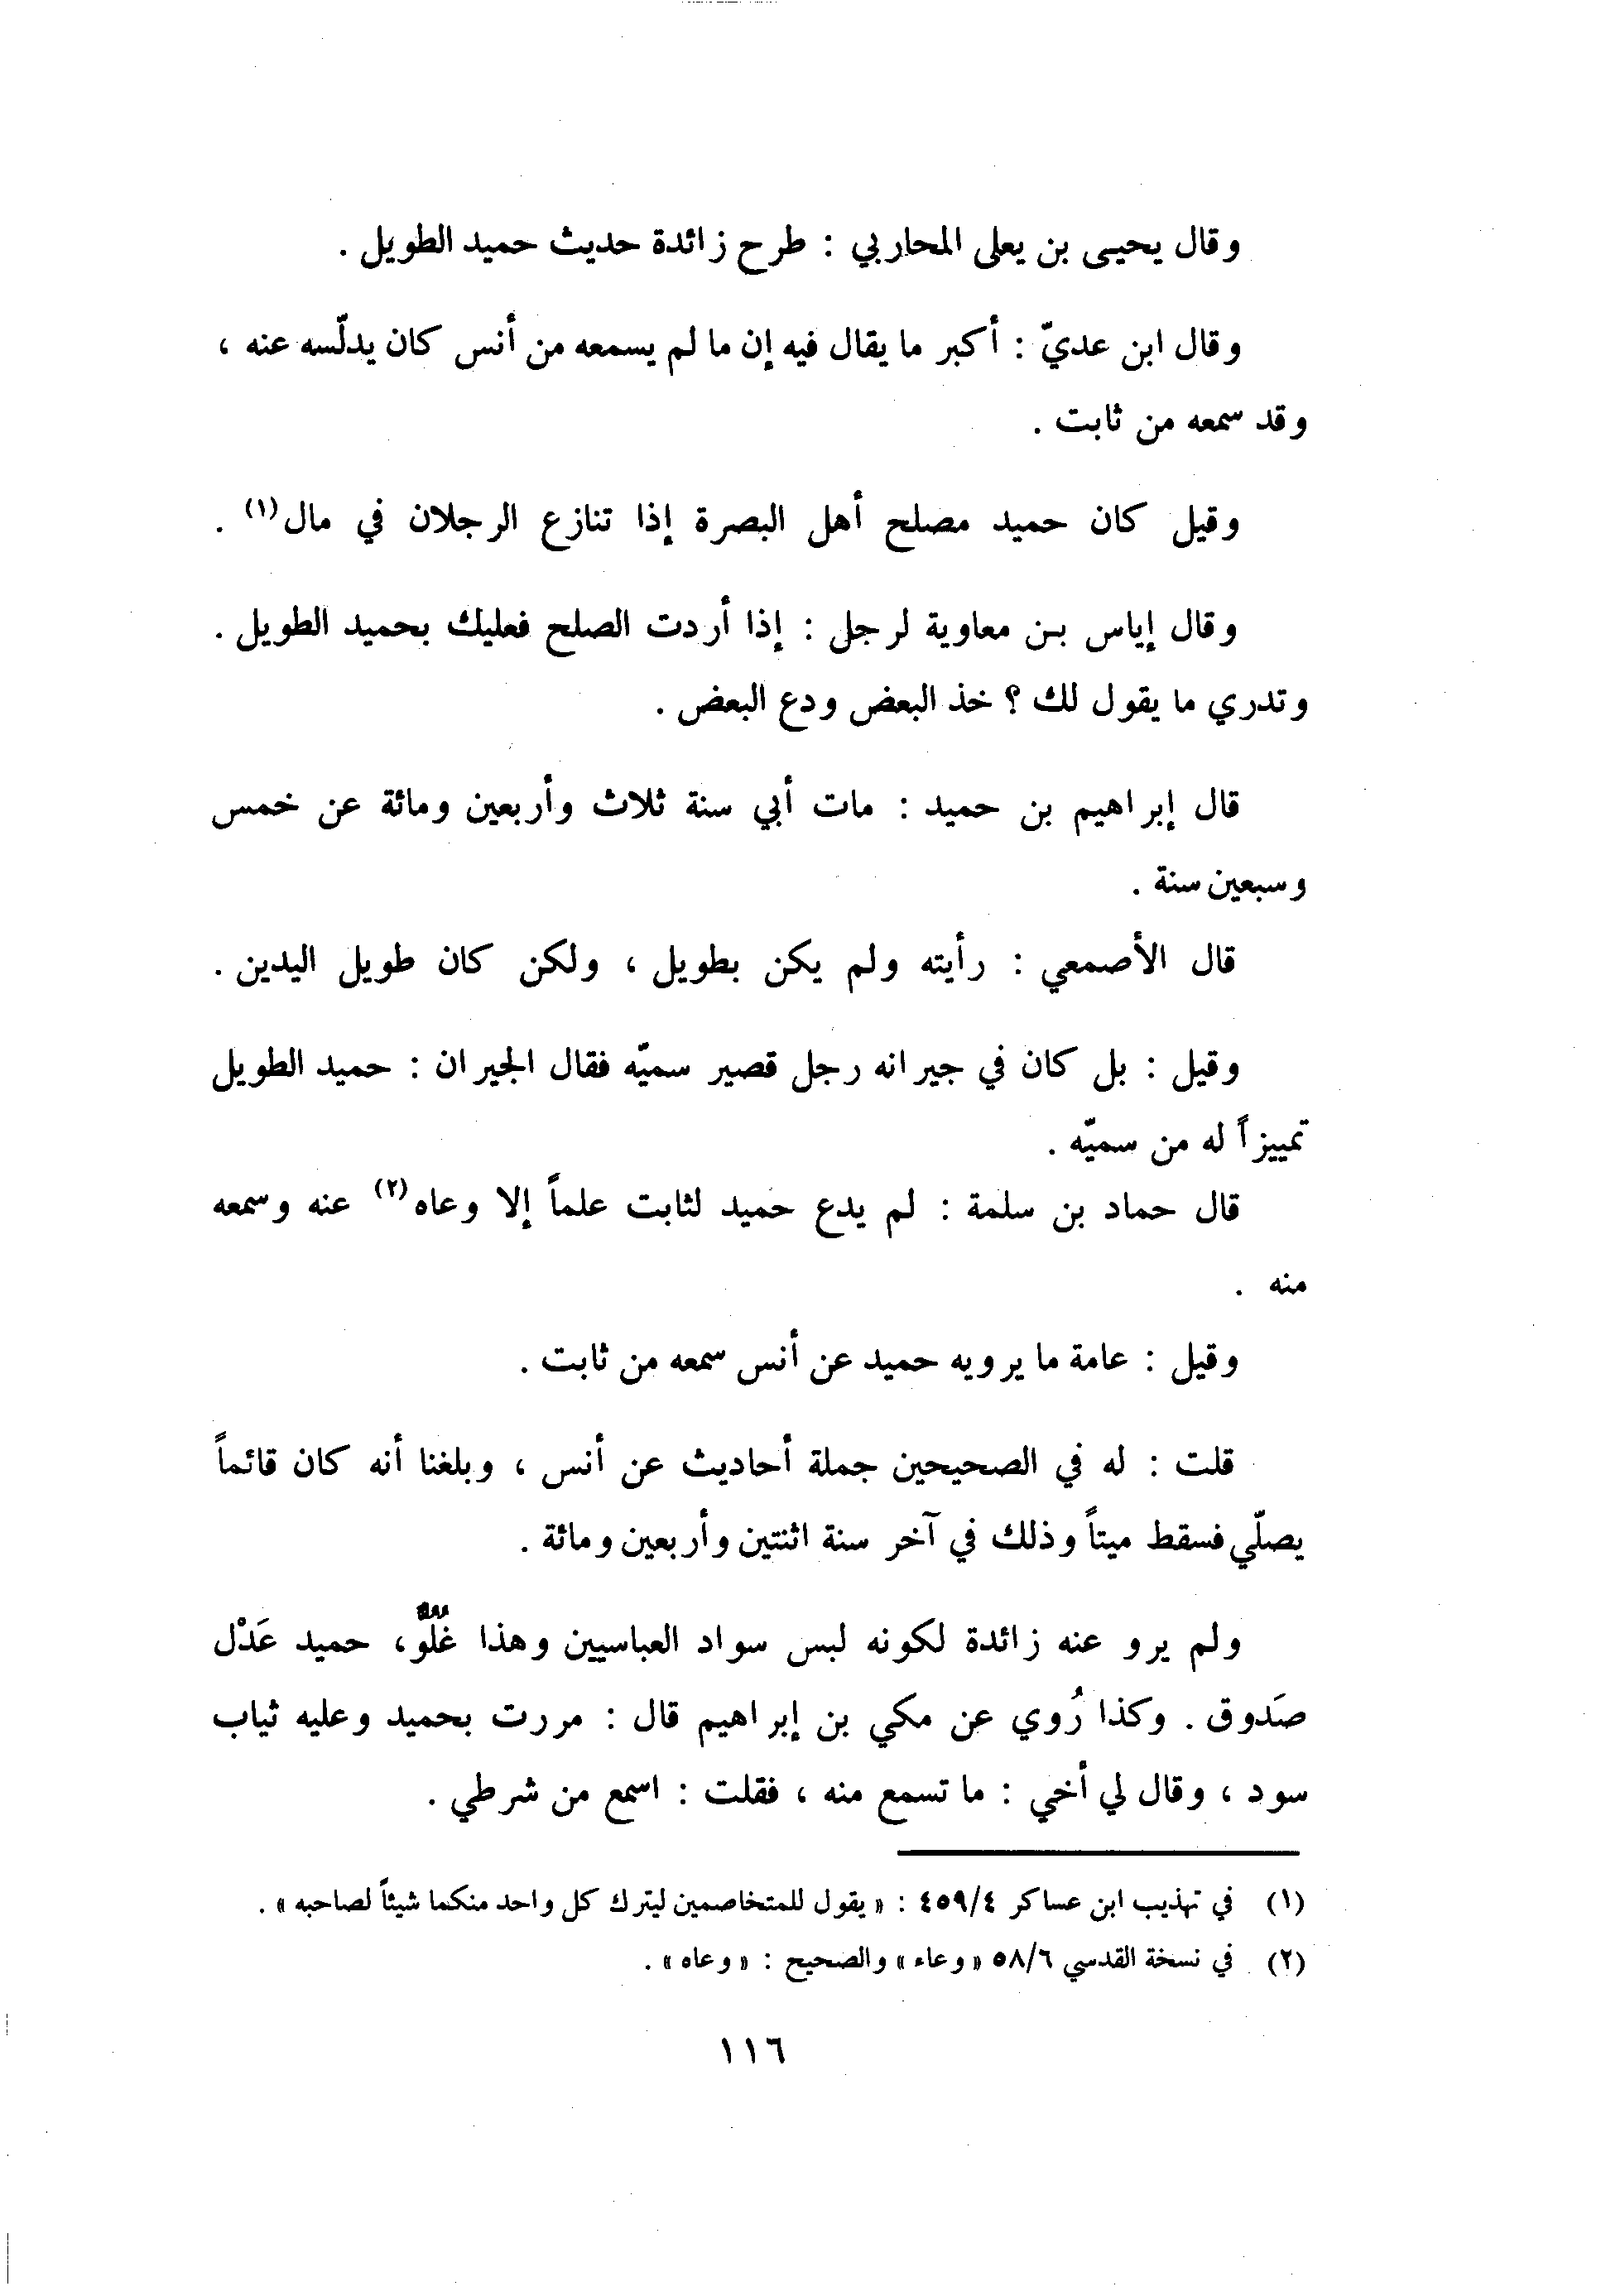 وقال يحيى بن يعلى المحاربي : طرح زائدة حديث حميد الطويل .
وقال ابن عديّ : أكبر ما يقال فيه إن ما لم يسمعه من أنس كان يدلّسه عنه ،
وقد سمعه من ثابت .
وقيل كان حميد مصلح أهل البصرة إذا تنازع الرجلان في مال(١) .
وقال إياس بن معاوية لرجل : إذا أردت الصلح فعليك بحميد الطويل .
وتدري ما يقول لك ؟ خذ البعض ودع البعض .
قال إبراهيم بن حميد : مات أبي سنة ثلاث وأربعين ومائة عن خمس
وسبعين سنة .
قال الأصمعي : رأيته ولم يكن بطويل ، ولكن كان طويل اليدين .
وقيل : بل كان في جيرانه رجل قصير سميّه فقال الجيران : حميد الطويل
تمييزاً له من سميّه .
قال حماد بن سلمة : لم يدع حميد لثابت علماً إلا وعاه(٢) عنه وسمعه
منه .
وقيل : عامة ما يرويه حميد عن أنس سمعه من ثابت .
قلت : له في الصحيحين جملة أحاديث عن أنس ، وبلغنا أنه كان قائماً
يصلّي فسقط ميتاً وذلك في آخر سنة اثنتين وأربعين ومائة .
ولم يرو عنه زائدة لكونه لبس سواد العباسيين وهذا غُلُوٌّ، حميد عَدْل
صَدوق . وكذا رُوي عن مكي بن إبراهيم قال : مررت بحميد وعليه ثياب
سود ، وقال لي أخي : ما تسمع منه ، فقلت : اسمع من شرطي .
(١) في تهذيب ابن عساكر ٤/٤٥٩ : « يقول للمتخاصمين ليترك كل واحد منكما شيئاً لصاحبه » .
(٢) في نسخة القدسي ٥٨/٦ « وعاء » والصحيح : « وعاه » .
١١٦